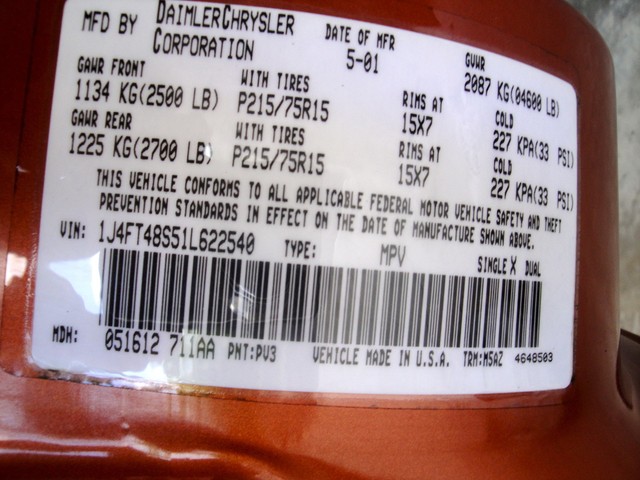 MFD BY DAIMLERCHRYSLER CORPORATION DATE OF MFR 5-01 GVWR 2087 KG(04600 LB)
GAWR FRONT WITH TIRES RIMS AT COLD
1134 KG(2500 LB) P215/75R15 15X7 227 KPA(33 PSI)
GAWR REAR WITH TIRES RIMS AT COLD
1225 KG(2700 LB) P215/75R15 15X7 227 KPA(33 PSI)
THIS VEHICLE CONFORMS TO ALL APPLICABLE FEDERAL MOTOR VEHICLE SAFETY AND THEFT
PREVENTION STANDARDS IN EFFECT ON THE DATE OF MANUFACTURE SHOWN ABOVE.
VIN: 1J4FT48S51L622540 TYPE: MPV SINGLE X DUAL
MDH: 051612 711AA PNT:PV3 VEHICLE MADE IN U.S.A. TRM:M5AZ 4648503